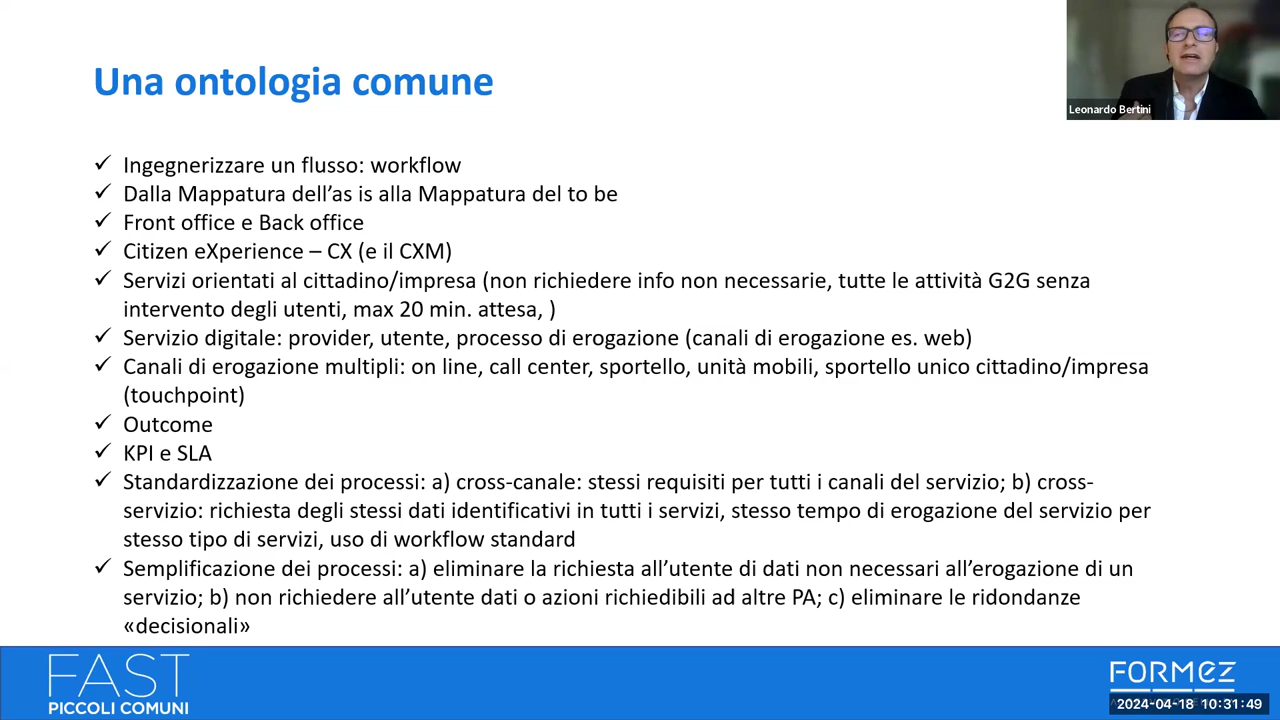 Una ontologia comune
Leonardo Bertini
✓ Ingegnerizzare un flusso: workflow
✓ Dalla Mappatura dell’as is alla Mappatura del to be
✓ Front office e Back office
✓ Citizen eXperience – CX (e il CXM)
✓ Servizi orientati al cittadino/impresa (non richiedere info non necessarie, tutte le attività G2G senza
intervento degli utenti, max 20 min. attesa, )
✓ Servizio digitale: provider, utente, processo di erogazione (canali di erogazione es. web)
✓ Canali di erogazione multipli: on line, call center, sportello, unità mobili, sportello unico cittadino/impresa
(touchpoint)
✓ Outcome
✓ KPI e SLA
✓ Standardizzazione dei processi: a) cross-canale: stessi requisiti per tutti i canali del servizio; b) cross-
servizio: richiesta degli stessi dati identificativi in tutti i servizi, stesso tempo di erogazione del servizio per
stesso tipo di servizi, uso di workflow standard
✓ Semplificazione dei processi: a) eliminare la richiesta all’utente di dati non necessari all’erogazione di un
servizio; b) non richiedere all’utente dati o azioni richiedibili ad altre PA; c) eliminare le ridondanze
«decisionali»
FAST
PICCOLI COMUNI
FORMEZ
2024-04-18 10:31:49